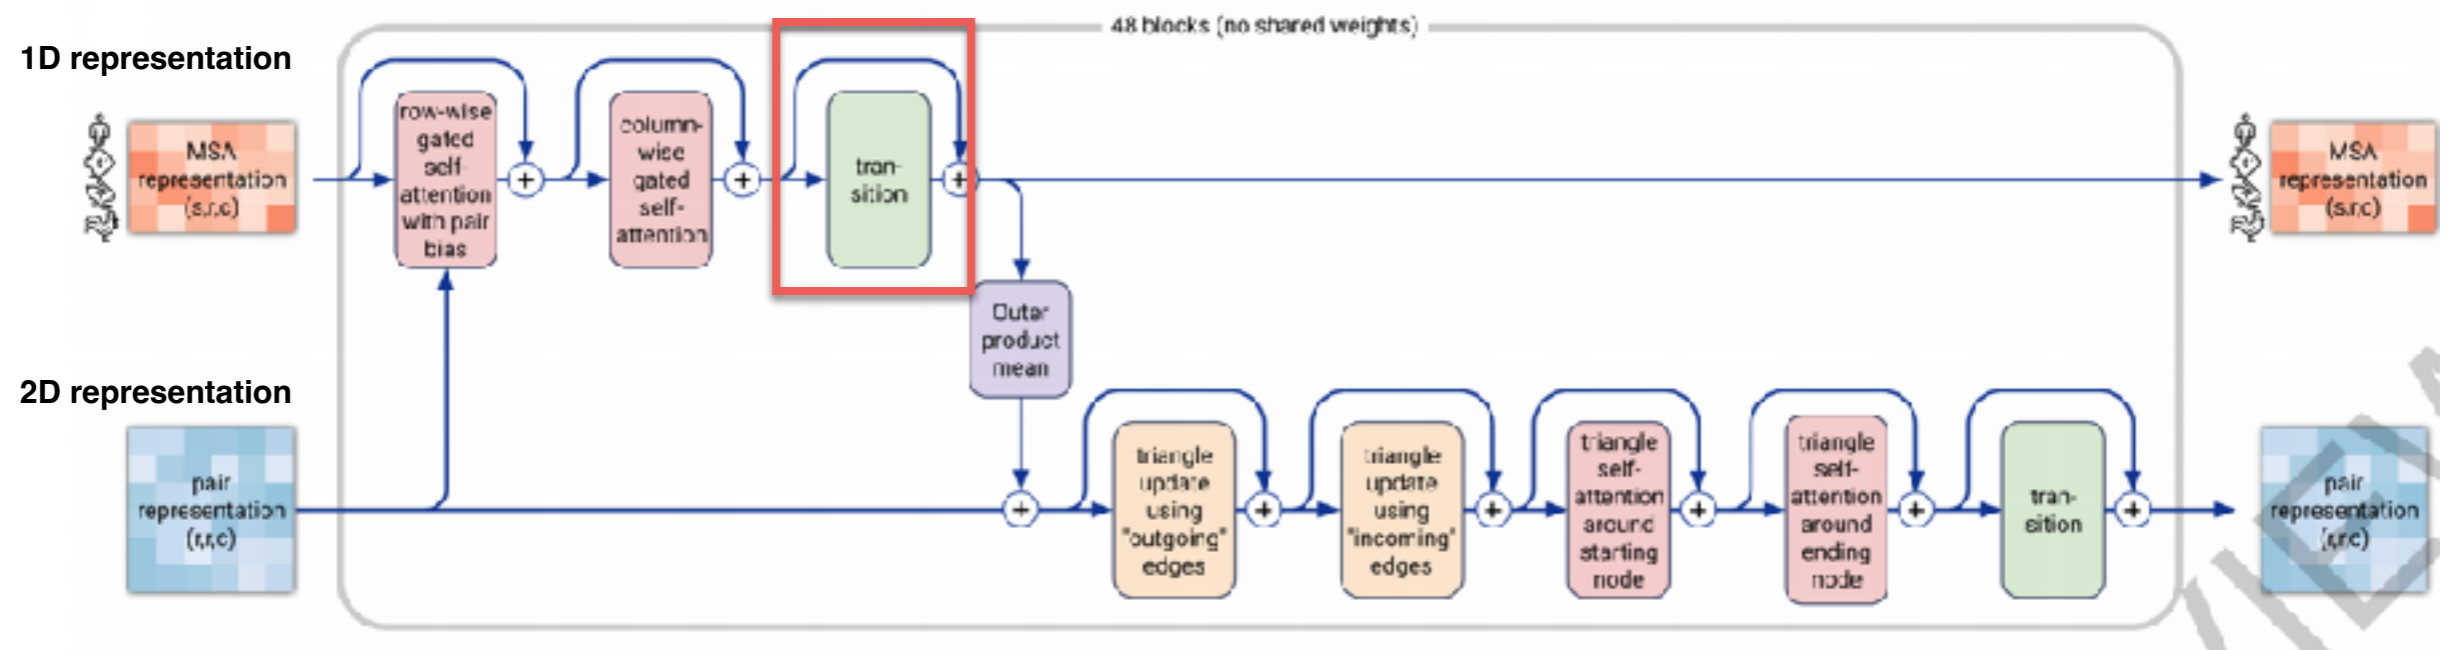 48 blocks (no shared weights)
1D representation
MSA
representation
(s,r,c)
row-wise
gated
self-
attention
with pair
bias
+
column-
wise
gated
self-
attention
+
tran-
sition
+
MSA
representation
(s,r,c)
Outer
product
mean
2D representation
pair
representation
(r,r,c)
+
triangle
update
using
"outgoing"
edges
+
triangle
update
using
"incoming"
edges
+
triangle
self-
attention
around
starting
node
+
triangle
self-
attention
around
ending
node
+
tran-
sition
+
pair
representation
(r,r,c)